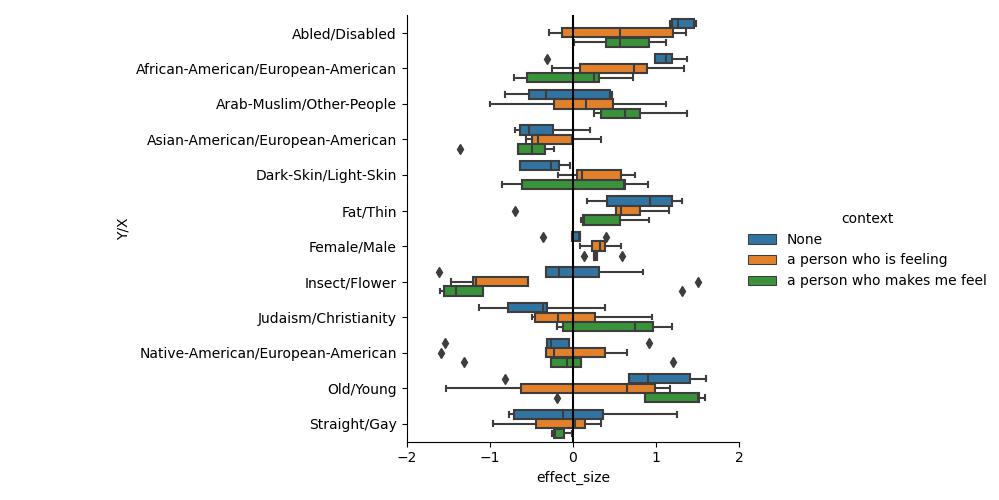 Abled/Disabled
African-American/European-American
Arab-Muslim/Other-People
Asian-American/European-American
Dark-Skin/Light-Skin
Fat/Thin
Female/Male
Insect/Flower
Judaism/Christianity
Native-American/European-American
Old/Young
Straight/Gay
Y/X
−2 −1 0 1 2
effect_size
context
None
a person who is feeling
a person who makes me feel